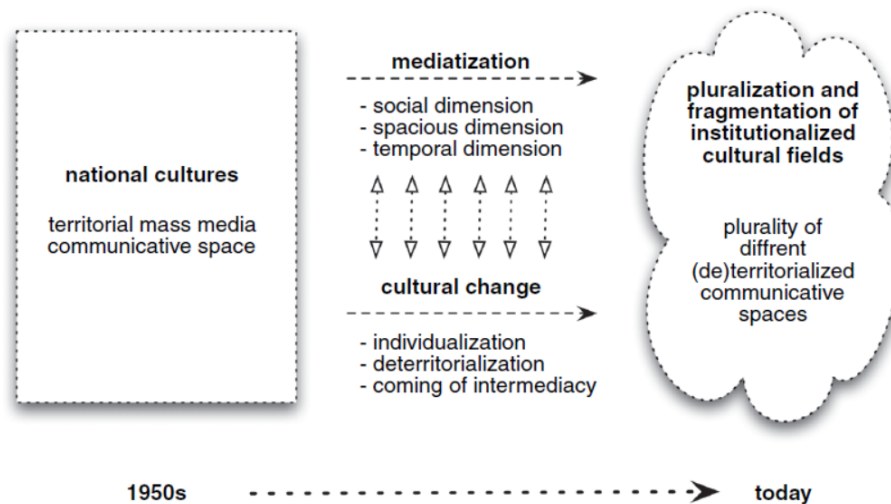 national cultures
territorial mass media
communicative space
mediatization
- social dimension
- spacious dimension
- temporal dimension
cultural change
- individualization
- deterritorialization
- coming of intermediacy
pluralization and
fragmentation of
institutionalized
cultural fields
plurality of
diffrent
(de)territorialized
communicative
spaces
1950s
today